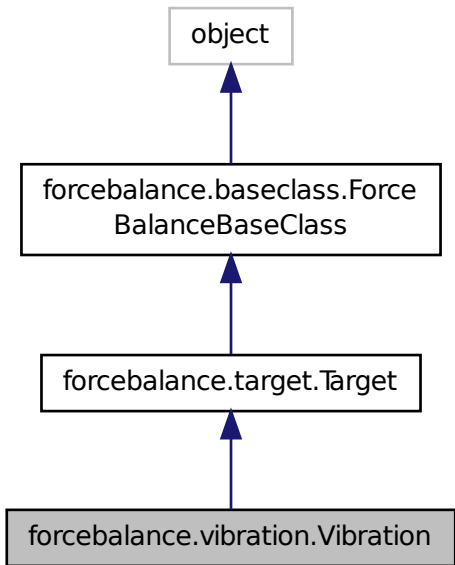 object
forcebalance.baseclass.Force
BalanceBaseClass
forcebalance.target.Target
forcebalance.vibration.Vibration